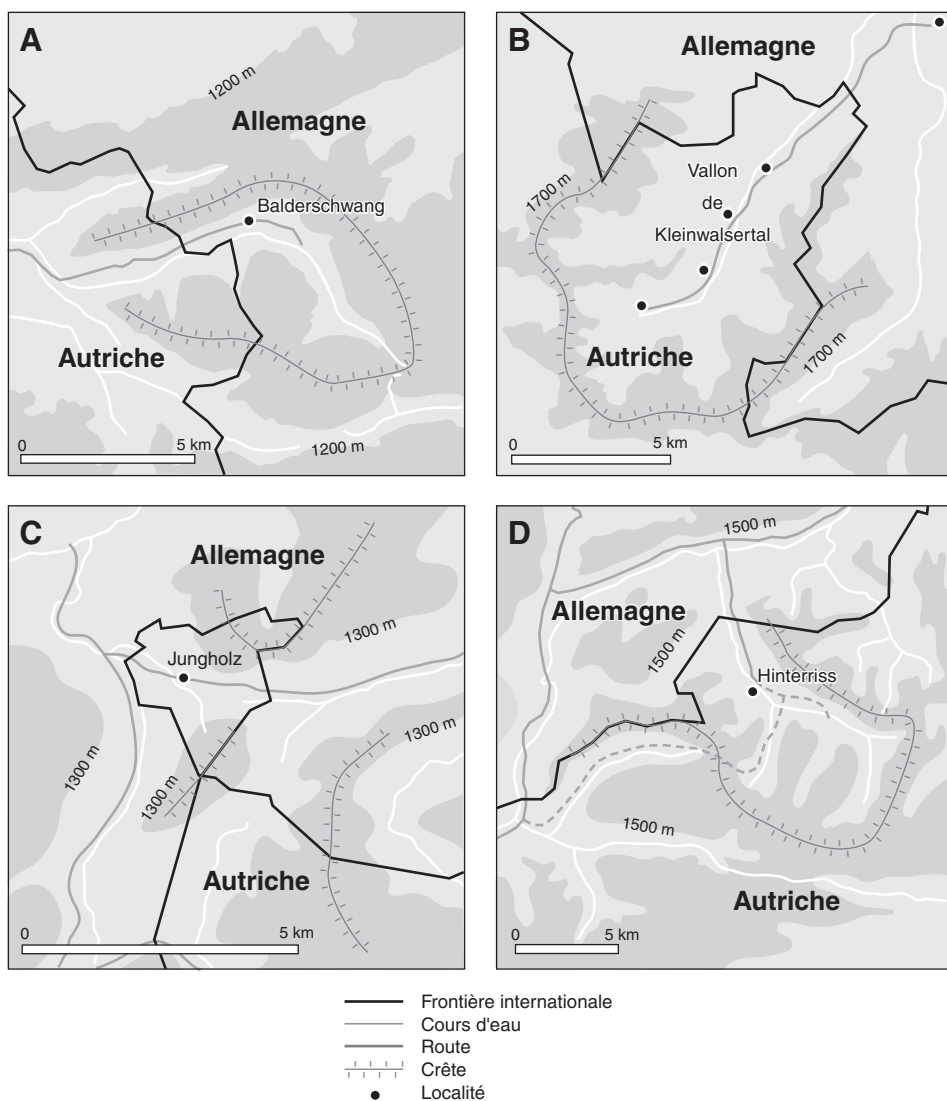 A
1200 m
Allemagne
Balderschwang
Autriche
1200 m
0 5 km
B
Allemagne
Vallon
1700 m
de
Kleinwalsertal
Autriche
1700 m
0 5 km
C
Allemagne
1300 m
Jungholz
1300 m
1300 m
1300 m
Autriche
0 5 km
D
1500 m
Allemagne
1500 m
Hinterriss
1500 m
Autriche
0 5 km
Frontière internationale
Cours d'eau
Route
Crête
Localité